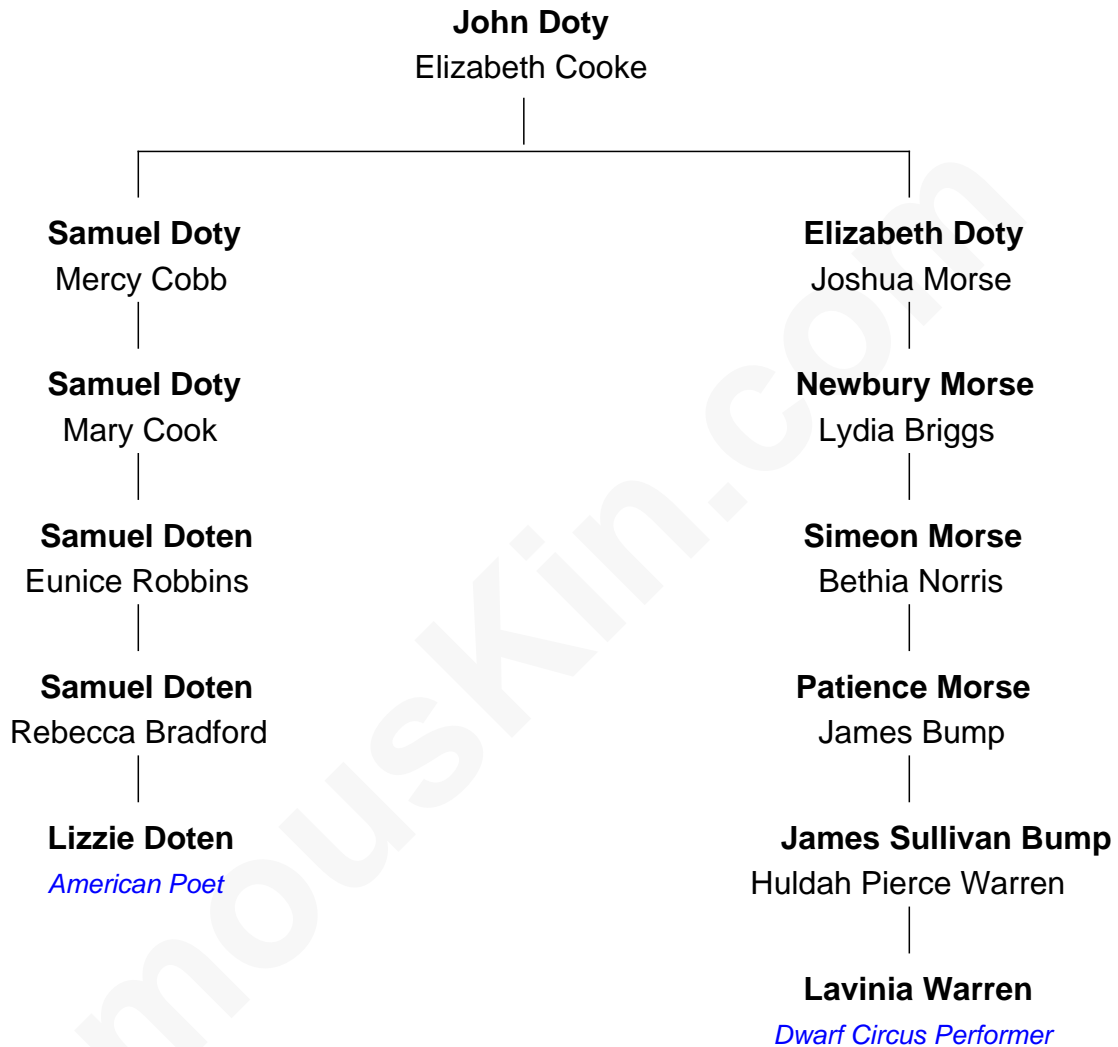 John Doty
Elizabeth Cooke
Samuel Doty
Mercy Cobb
Samuel Doty
Mary Cook
Samuel Doten
Eunice Robbins
Samuel Doten
Rebecca Bradford
Lizzie Doten
American Poet
Elizabeth Doty
Joshua Morse
Newbury Morse
Lydia Briggs
Simeon Morse
Bethia Norris
Patience Morse
James Bump
James Sullivan Bump
Huldah Pierce Warren
Lavinia Warren
Dwarf Circus Performer
mousKin.com